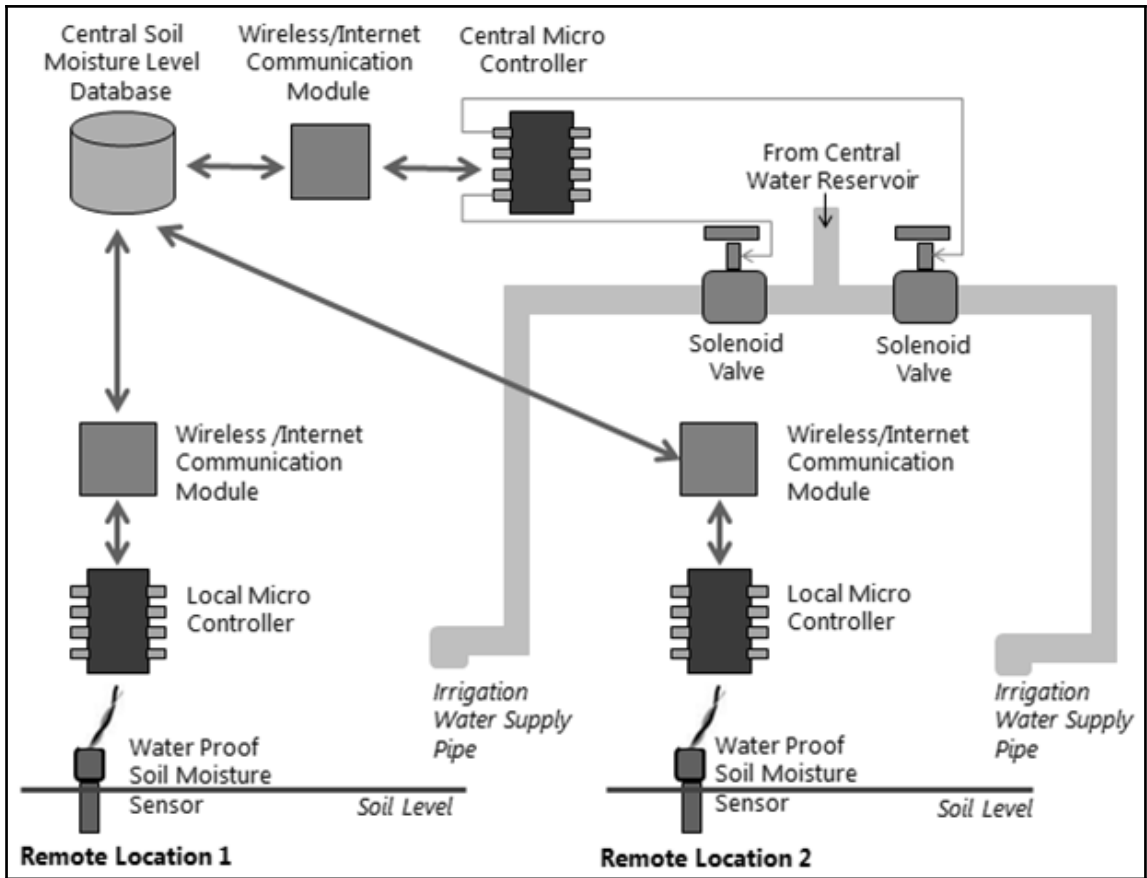 Central Soil
Moisture Level
Database
Wireless/Internet
Communication
Module
Central Micro
Controller
From Central
Water Reservoir
Solenoid
Valve
Solenoid
Valve
Wireless /Internet
Communication
Module
Wireless/Internet
Communication
Module
Local Micro
Controller
Local Micro
Controller
Irrigation
Water Supply
Pipe
Irrigation
Water Supply
Pipe
Water Proof
Soil Moisture
Sensor
Soil Level
Water Proof
Soil Moisture
Sensor
Soil Level
Remote Location 1
Remote Location 2